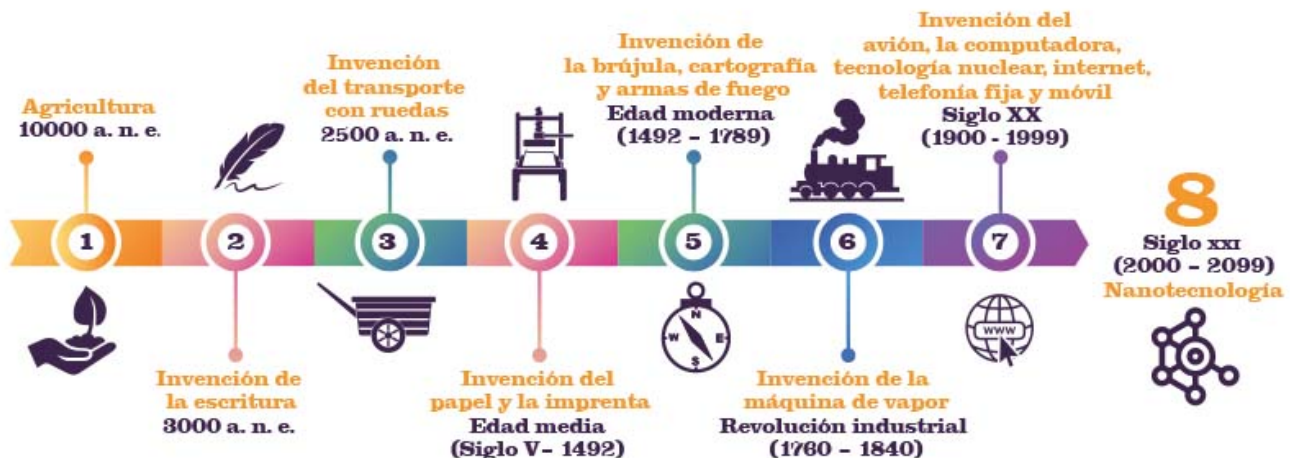 Agricultura
10000 a. n. e.
1
2
Invención de
la escritura
3000 a. n. e.
Invención
del transporte
con ruedas
2500 a. n. e.
3
$
4
Invención del
papel y la imprenta
Edad media
(Siglo V – 1492)
Invención de
la brújula, cartografía
y armas de fuego
Edad moderna
(1492 – 1789)
5
N
W E
S
6
Invención de la
máquina de vapor
Revolución industrial
(1760 – 1840)
Invención del
avión, la computadora,
tecnología nuclear, internet,
telefonía fija y móvil
Siglo XX
(1900 - 1999)
7
www
8
Siglo XXI
(2000 – 2099)
Nanotecnología